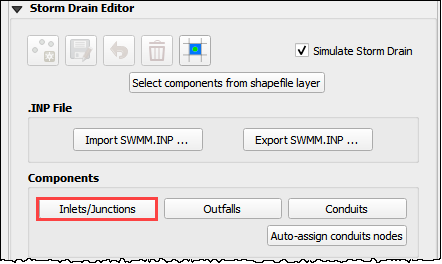 Storm Drain Editor
Simulate Storm Drain
Select components from shapefile layer
.INP File
Import SWMM.INP ... Export SWMM.INP ...
Components
Inlets/Junctions Outfalls Conduits
Auto-assign conduits nodes